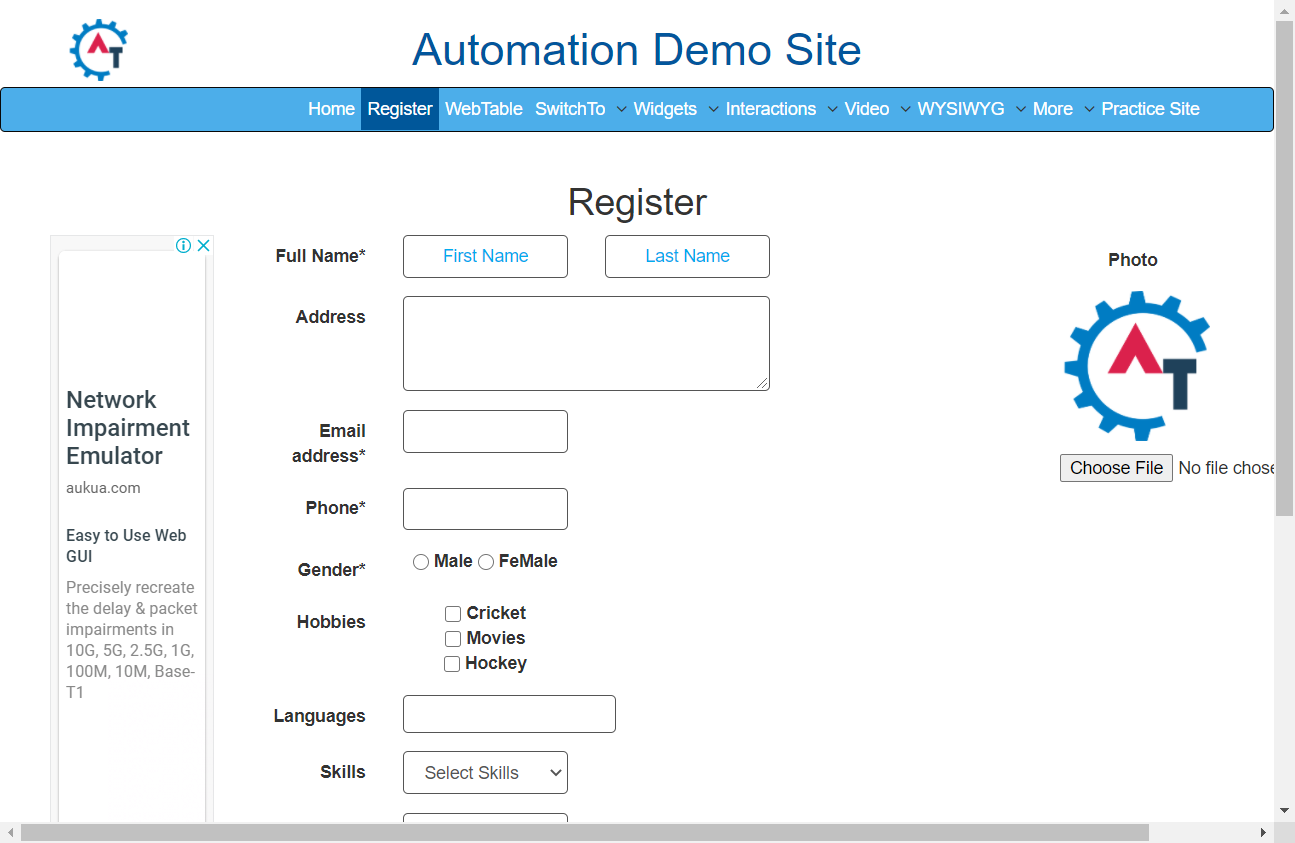 AT
Automation Demo Site
Home Register WebTable SwitchTo Widgets Interactions Video WYSIWYG More Practice Site
Register
Network
Impairment
Emulator
aukua.com
Easy to Use Web
GUI
Precisely recreate
the delay & packet
impairments in
10G, 5G, 2.5G, 1G,
100M, 10M, Base-
T1
Full Name* First Name Last Name
Address
Email
address*
Phone*
Gender* Male FeMale
Hobbies
Cricket
Movies
Hockey
Languages
Skills Select Skills
Photo
AT
Choose File No file chose